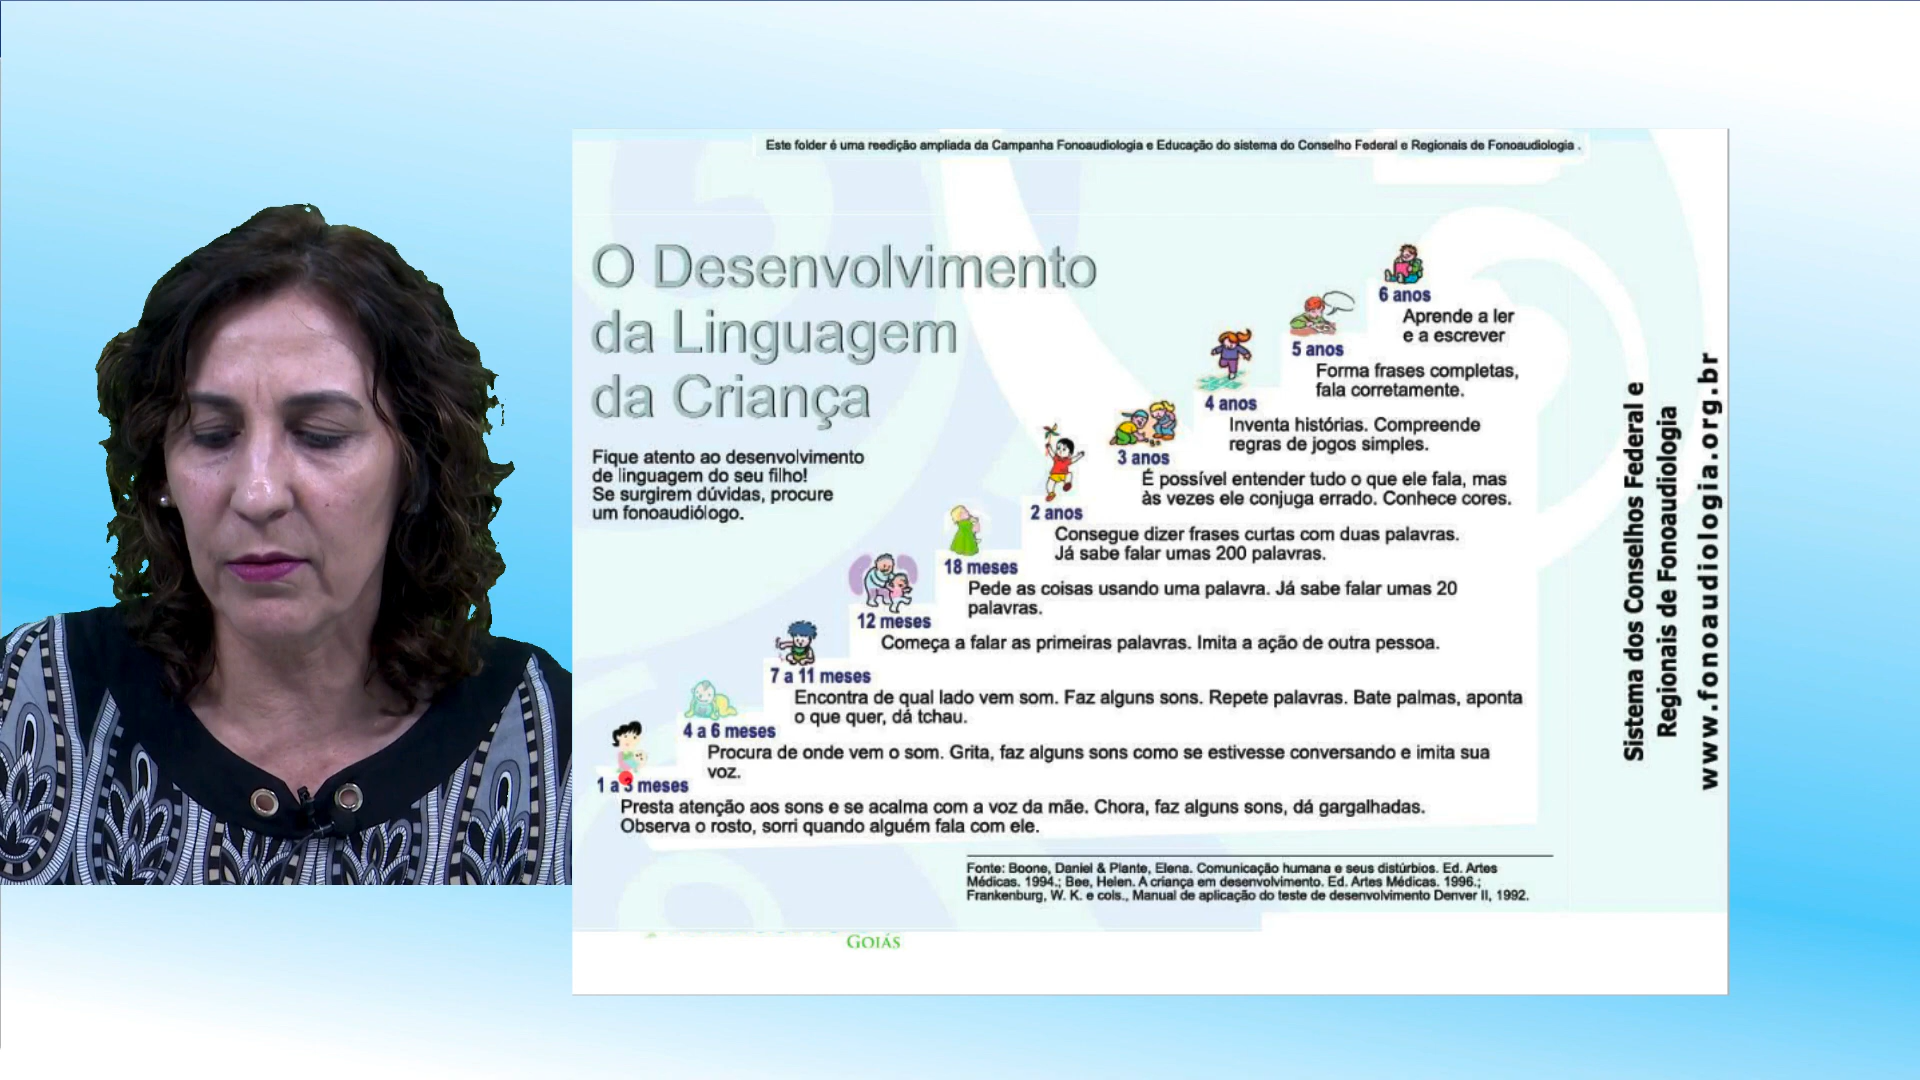 Este folder é uma reedição ampliada da Campanha Fonoaudiologia e Educação do sistema do Conselho Federal e Regionais de Fonoaudiologia .
O Desenvolvimento
da Linguagem
da Criança
Fique atento ao desenvolvimento
de linguagem do seu filho!
Se surgirem dúvidas, procure
um fonoaudiólogo.
6 anos
Aprende a ler
e a escrever
5 anos
Forma frases completas,
fala corretamente.
4 anos
Inventa histórias. Compreende
regras de jogos simples.
3 anos
É possível entender tudo o que ele fala, mas
às vezes ele conjuga errado. Conhece cores.
2 anos
Consegue dizer frases curtas com duas palavras.
Já sabe falar umas 200 palavras.
18 meses
Pede as coisas usando uma palavra. Já sabe falar umas 20
palavras.
12 meses
Começa a falar as primeiras palavras. Imita a ação de outra pessoa.
7 a 11 meses
Encontra de qual lado vem som. Faz alguns sons. Repete palavras. Bate palmas, aponta
o que quer, dá tchau.
4 a 6 meses
Procura de onde vem o som. Grita, faz alguns sons como se estivesse conversando e imita sua
voz.
1 a 3 meses
Presta atenção aos sons e se acalma com a voz da mãe. Chora, faz alguns sons, dá gargalhadas.
Observa o rosto, sorri quando alguém fala com ele.
Fonte: Boone, Daniel & Plante, Elena. Comunicação humana e seus distúrbios. Ed. Artes
Médicas. 1994.; Bee, Helen. A criança em desenvolvimento. Ed. Artes Médicas. 1996.;
Frankenburg, W. K. e cols., Manual de aplicação do teste de desenvolvimento Denver II, 1992.
Sistema dos Conselhos Federal e
Regionais de Fonoaudiologia
www.fonoaudiologia.org.br
GOIÁS